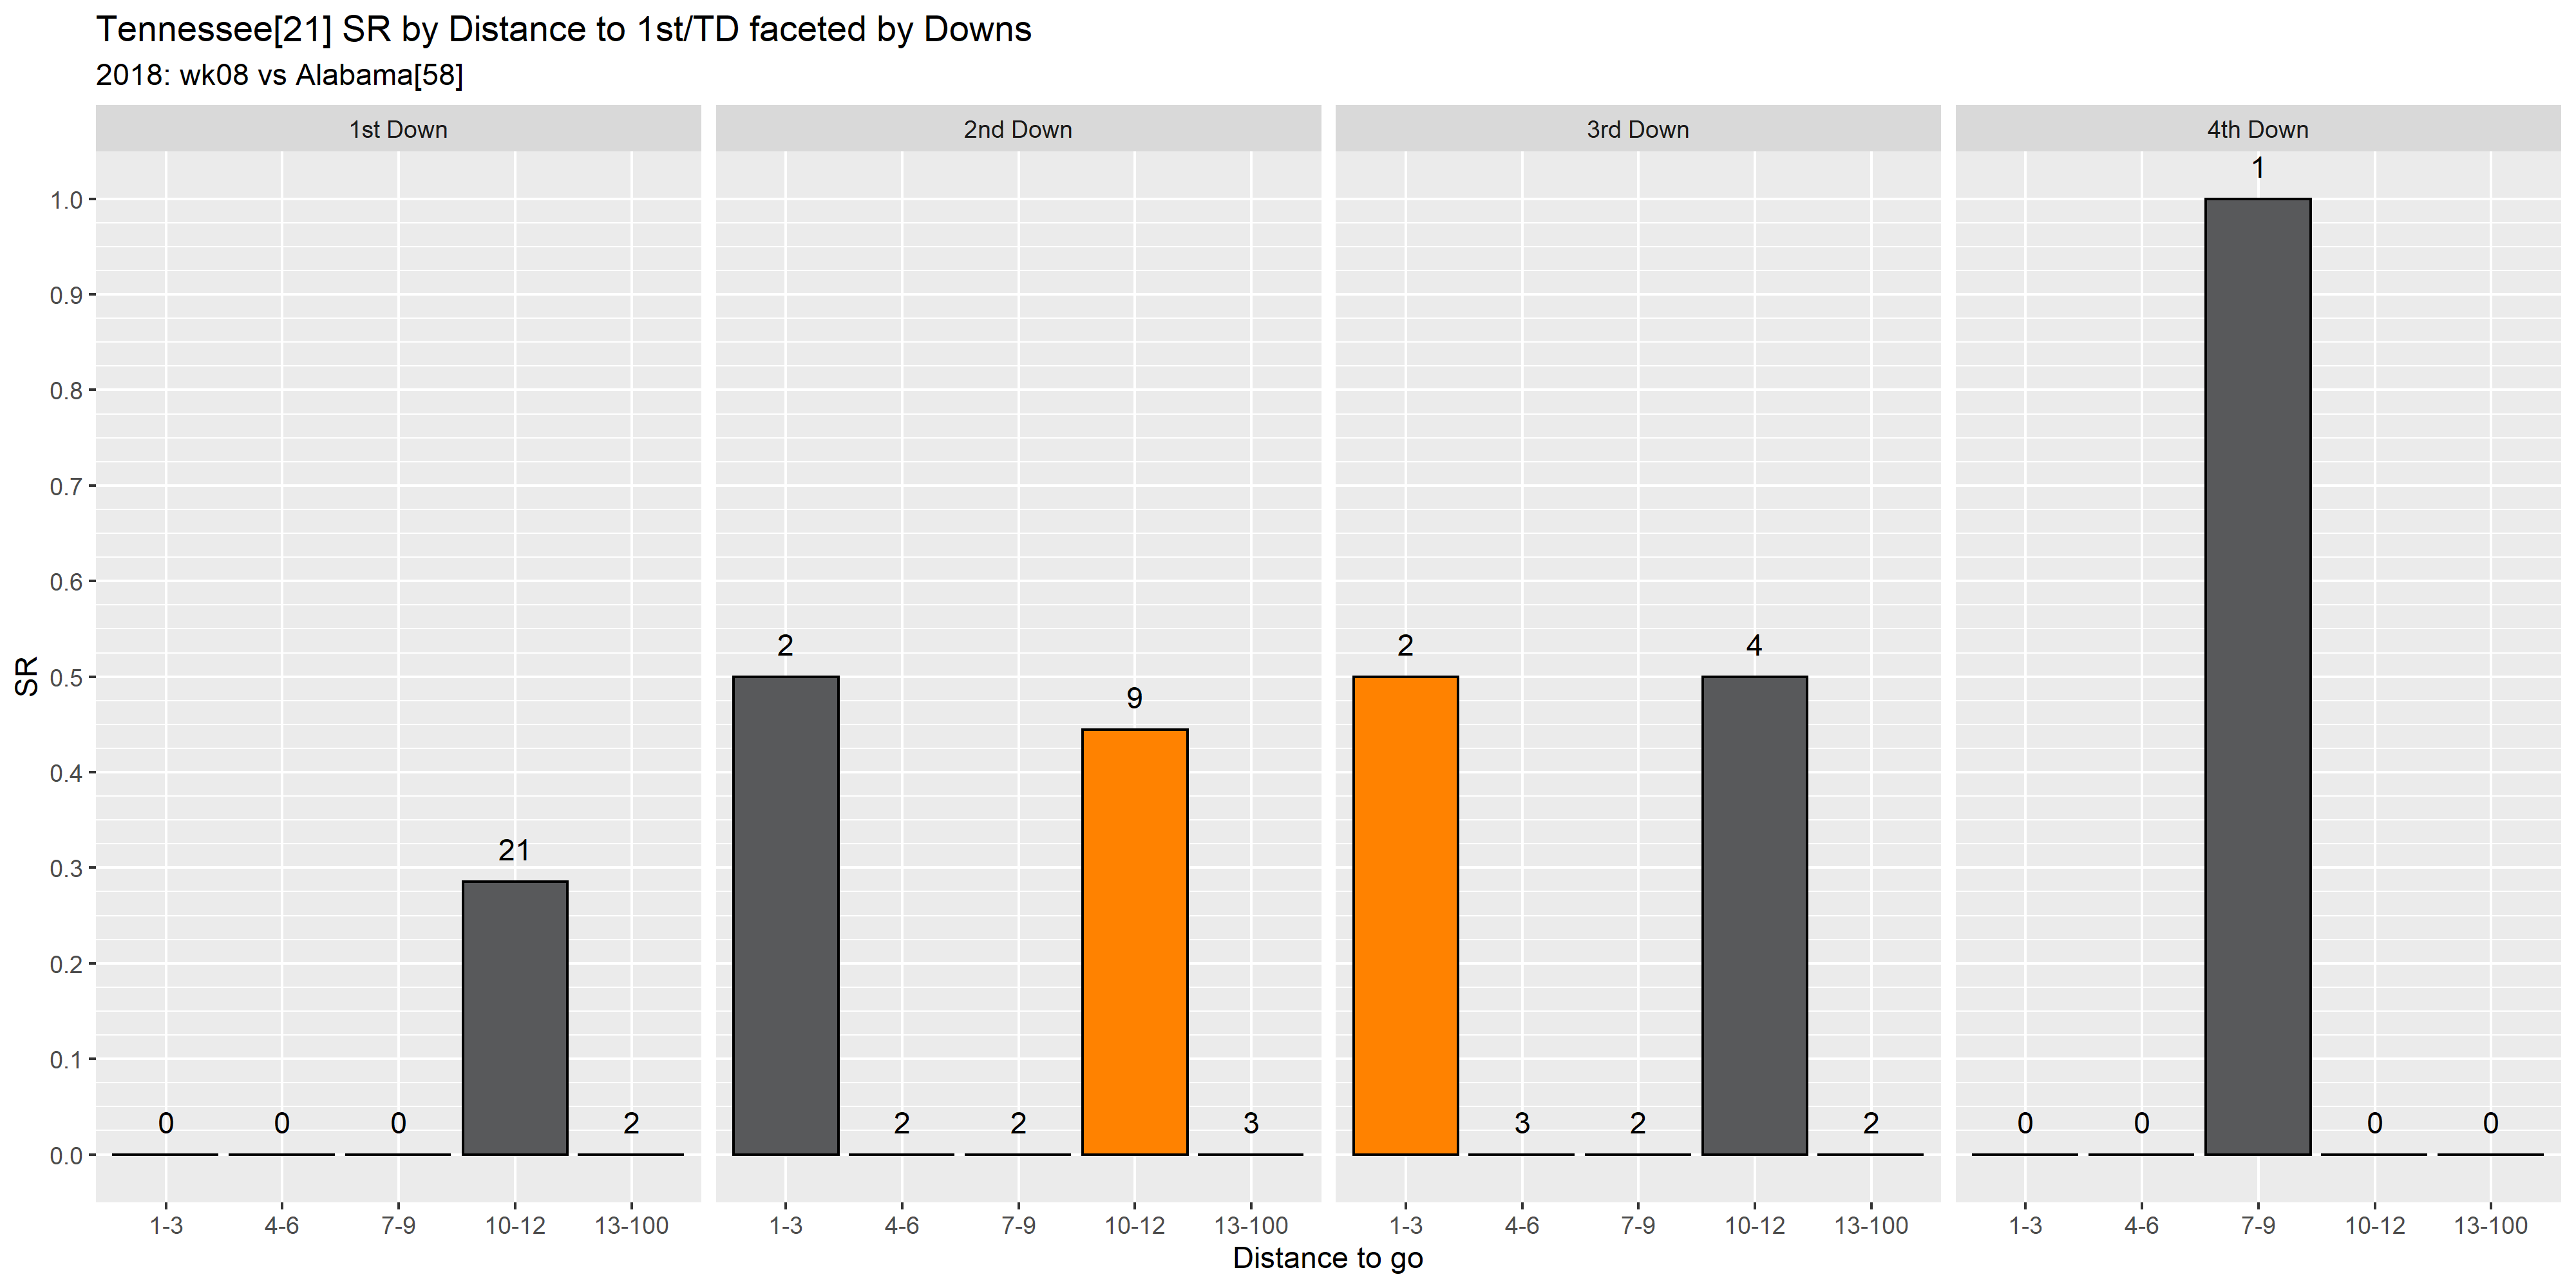 Tennessee[21] SR by Distance to 1st/TD faceted by Downs
2018: wk08 vs Alabama[58]
1st Down
2nd Down
3rd Down
4th Down
SR
1.0
0.9
0.8
0.7
0.6
0.5
0.4
0.3
0.2
0.1
0.0
0 0 0 21 2
2 2 2 9 3
2 3 2 4 2
0 0 1 0 0
1-3 4-6 7-9 10-12 13-100
1-3 4-6 7-9 10-12 13-100
1-3 4-6 7-9 10-12 13-100
1-3 4-6 7-9 10-12 13-100
Distance to go